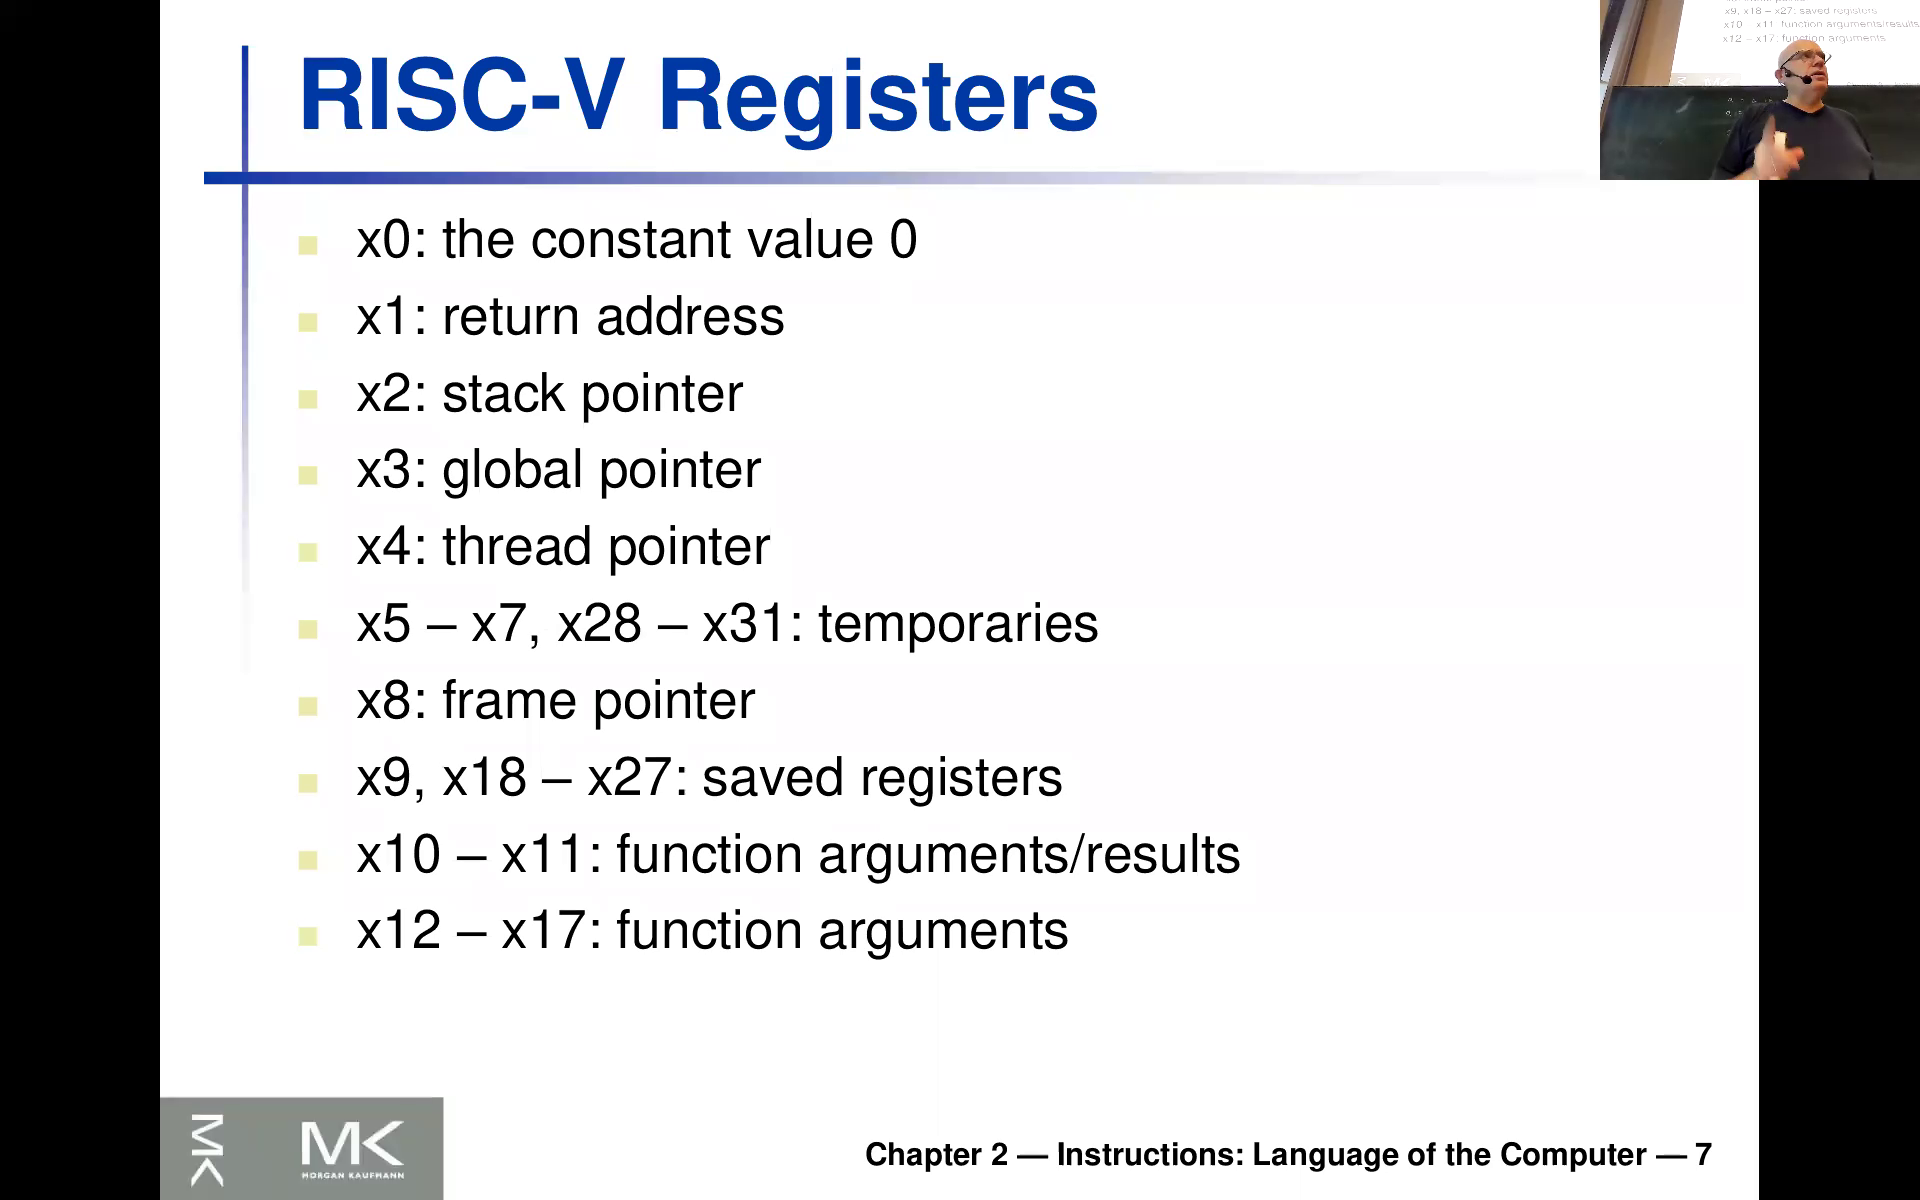 RISC-V Registers
x0: the constant value 0
x1: return address
x2: stack pointer
x3: global pointer
x4: thread pointer
x5 – x7, x28 – x31: temporaries
x8: frame pointer
x9, x18 – x27: saved registers
x10 – x11: function arguments/results
x12 – x17: function arguments
x9, x18 – x27: saved registers
x10 – x11: function arguments/results
x12 – x17: function arguments
MK
MK
MORGAN KAUFMANN
Chapter 2 — Instructions: Language of the Computer — 7